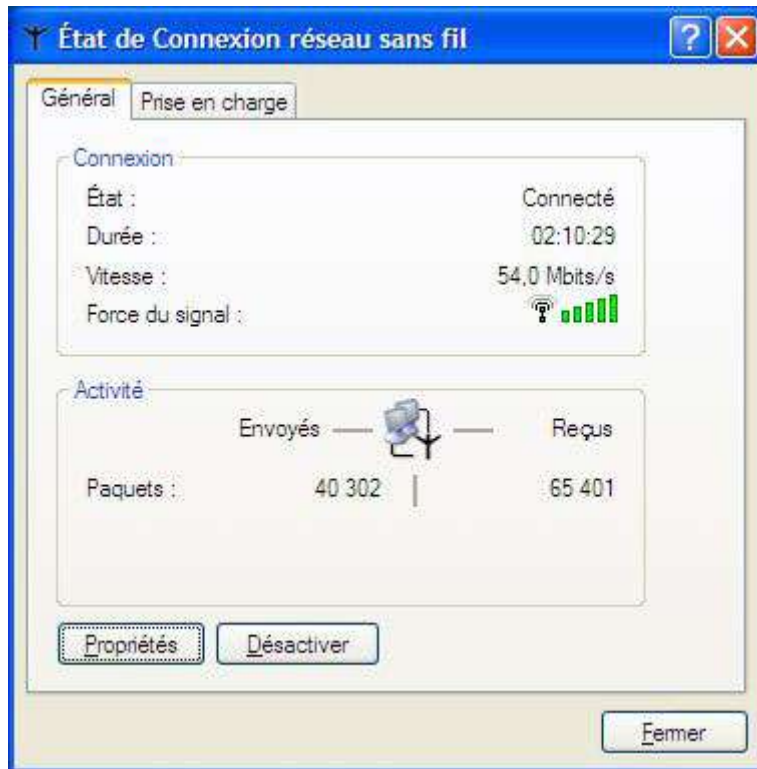 État de Connexion réseau sans fil
Général Prise en charge
Connexion
État : Connecté
Durée : 02:10:29
Vitesse : 54,0 Mbits/s
Force du signal :
Activité
Envoyés Reçus
Paquets : 40 302 65 401
Propriétés Désactiver
Fermer